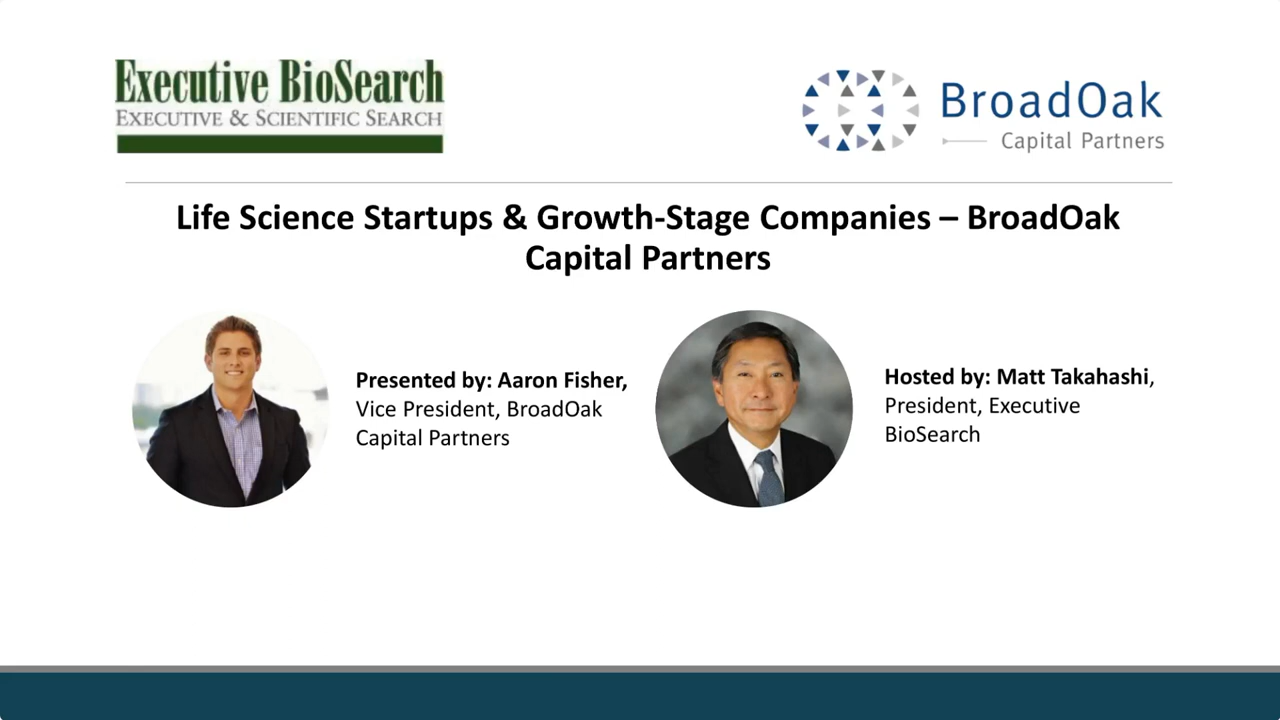 Executive BioSearch
EXECUTIVE & SCIENTIFIC SEARCH
BroadOak
Capital Partners
Life Science Startups & Growth-Stage Companies – BroadOak
Capital Partners
Presented by: Aaron Fisher,
Vice President, BroadOak
Capital Partners
Hosted by: Matt Takahashi,
President, Executive
BioSearch